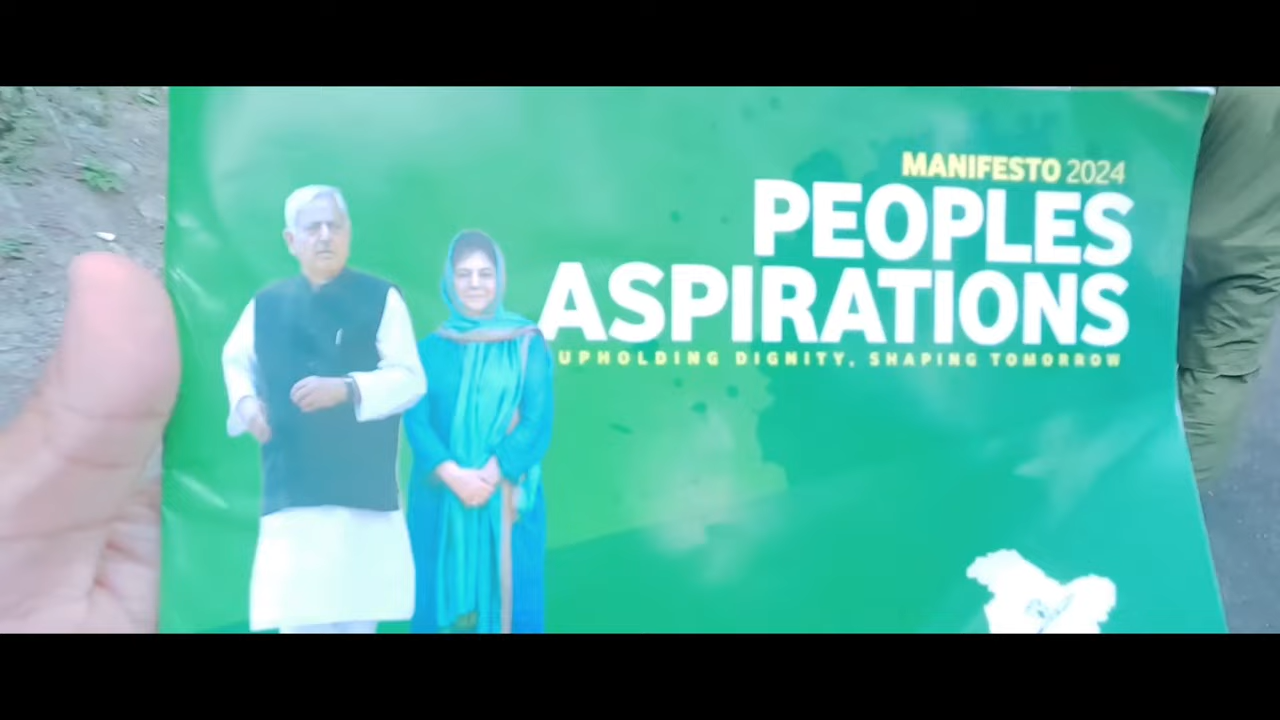 MANIFESTO 2024
PEOPLES
ASPIRATIONS
UPHOLDING DIGNITY, SHAPING TOMORROW